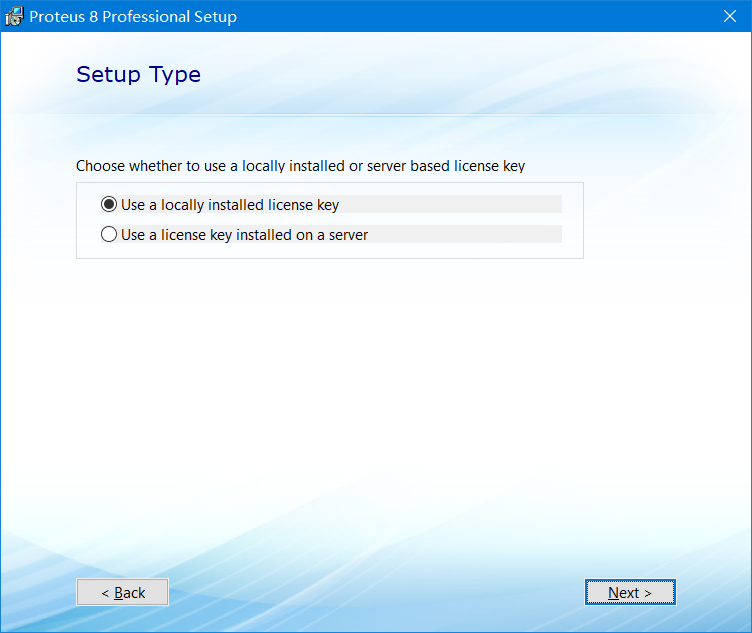 Proteus 8 Professional Setup
Setup Type
Choose whether to use a locally installed or server based license key
Use a locally installed license key
Use a license key installed on a server
< Back
Next >